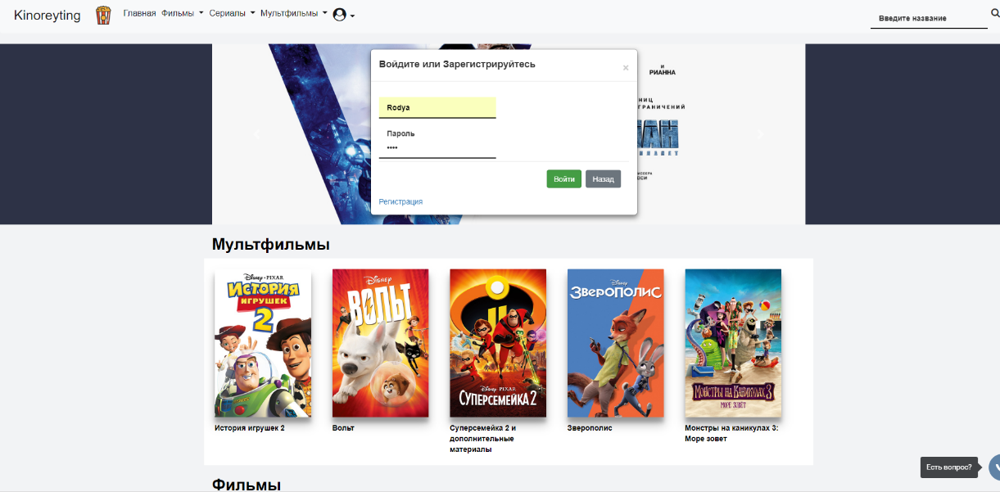 Kinoreyting
Главная Фильмы Сериалы Мультфильмы
Введите название
Войдите или Зарегистрируйтесь
×
Rodya
Пароль
••••
Войти Назад
Регистрация
И
РИАННА
НИЦ
ГРАНИЧЕНИЙ
Мультфильмы
Disney · PIXAR
ИСТОРИЯ
ИГРУШЕК
2
Disney
ВОЛЬТ
Disney · PIXAR
СУПЕРСЕМЕЙКА 2
Disney
ЗВЕРОПОЛИС
МОНСТРЫ НА КАНИКУЛАХ 3
МОРЕ ЗОВЁТ
История игрушек 2
Вольт
Суперсемейка 2 и
дополнительные
материалы
Зверополис
Монстры на каникулах 3:
Море зовет
Есть вопрос?
Фильмы